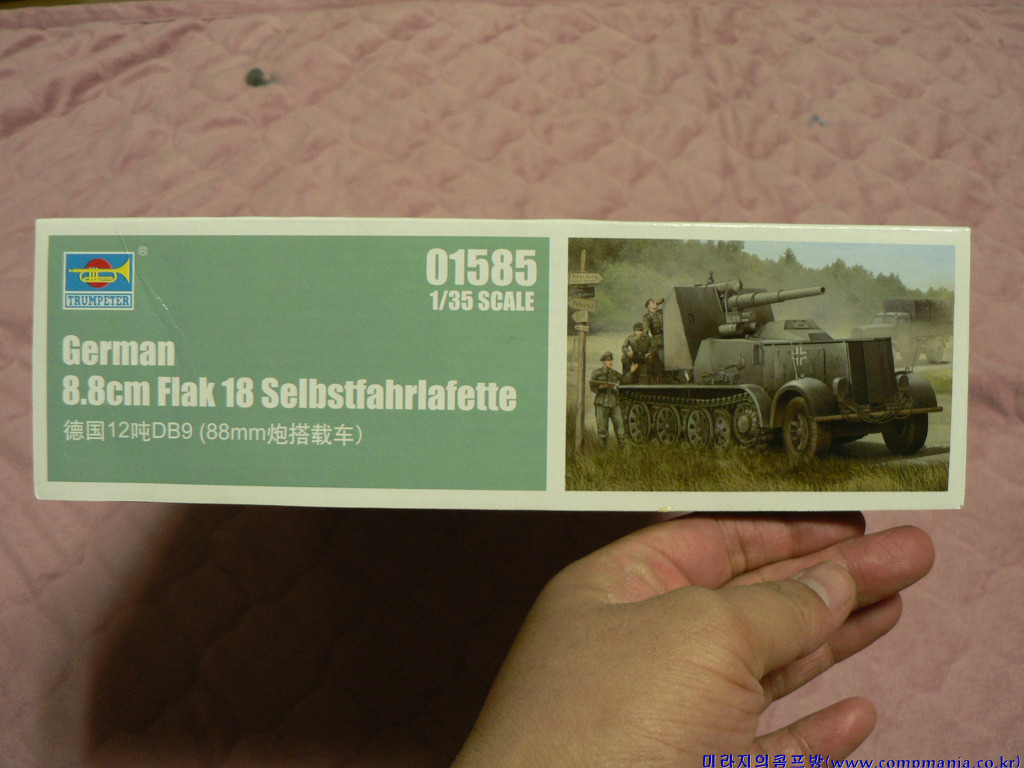 TRUMPETER
®
01585
1/35 SCALE
German
8.8cm Flak 18 Selbstfahrlafette
德国12吨DB9 (88mm炮搭载车)
미라지의콤프방(www.compmania.co.kr)